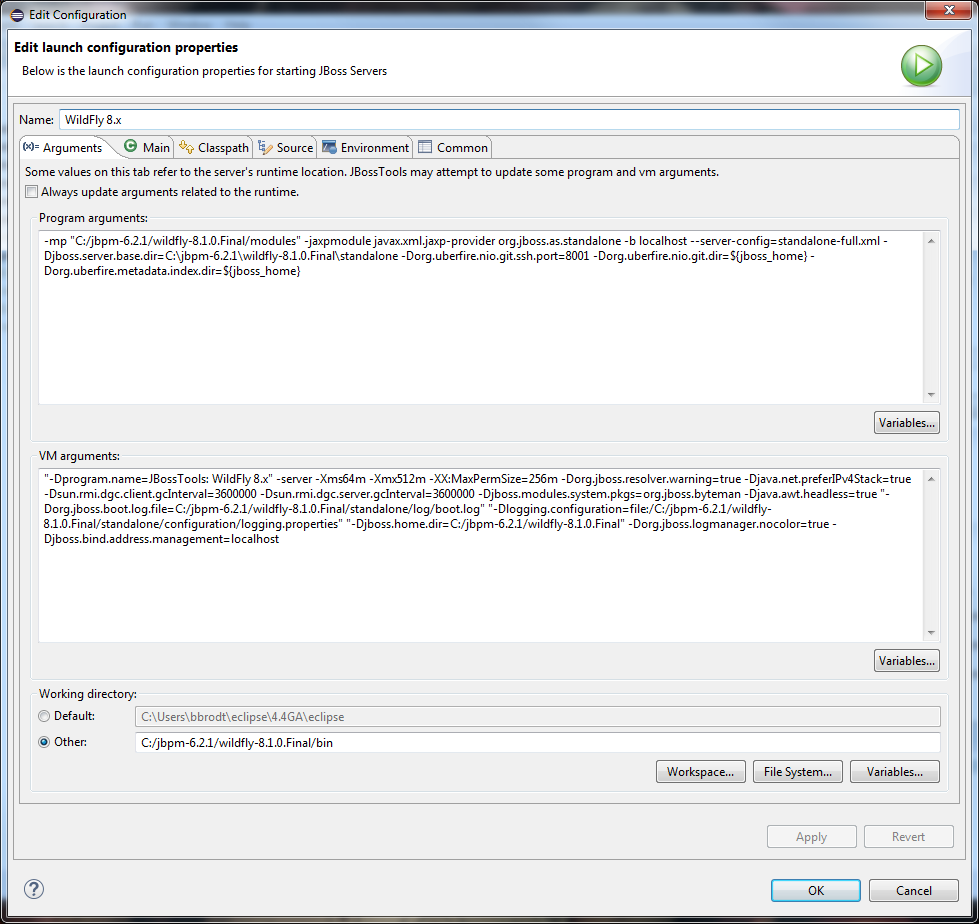 Edit Configuration
Edit launch configuration properties
Below is the launch configuration properties for starting JBoss Servers
Name: WildFly 8.x
(x)= Arguments Main Classpath Source Environment Common
Some values on this tab refer to the server's runtime location. JBossTools may attempt to update some program and vm arguments.
Always update arguments related to the runtime.
Program arguments:
-mp "C:/jbpm-6.2.1/wildfly-8.1.0.Final/modules" -jaxpmodule javax.xml.jaxp-provider org.jboss.as.standalone -b localhost --server-config=standalone-full.xml -
Djboss.server.base.dir=C:\jbpm-6.2.1\wildfly-8.1.0.Final\standalone -Dorg.uberfire.nio.git.ssh.port=8001 -Dorg.uberfire.nio.git.dir=${jboss_home} -
Dorg.uberfire.metadata.index.dir=${jboss_home}
Variables...
VM arguments:
"-Dprogram.name=JBossTools: WildFly 8.x" -server -Xms64m -Xmx512m -XX:MaxPermSize=256m -Dorg.jboss.resolver.warning=true -Djava.net.preferIPv4Stack=true
-Dsun.rmi.dgc.client.gcInterval=3600000 -Dsun.rmi.dgc.server.gcInterval=3600000 -Djboss.modules.system.pkgs=org.jboss.byteman -Djava.awt.headless=true "-
Dorg.jboss.boot.log.file=C:/jbpm-6.2.1/wildfly-8.1.0.Final/standalone/log/boot.log" "-Dlogging.configuration=file:/C:/jbpm-6.2.1/wildfly-
8.1.0.Final/standalone/configuration/logging.properties" "-Djboss.home.dir=C:/jbpm-6.2.1/wildfly-8.1.0.Final" -Dorg.jboss.logmanager.nocolor=true -
Djboss.bind.address.management=localhost
Variables...
Working directory:
Default: C:\Users\bbrodt\eclipse\4.4GA\eclipse
Other: C:/jbpm-6.2.1/wildfly-8.1.0.Final/bin
Workspace... File System... Variables...
Apply Revert
? OK Cancel